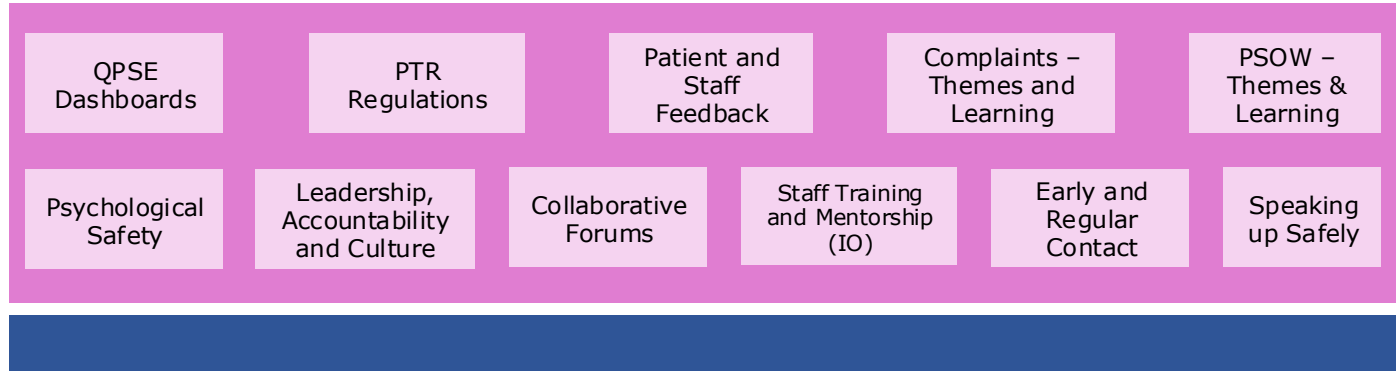 QPSE
Dashboards
PTR
Regulations
Patient and
Staff
Feedback
Complaints –
Themes and
Learning
PSOW –
Themes &
Learning
Psychological
Safety
Leadership,
Accountability
and Culture
Collaborative
Forums
Staff Training
and Mentorship
(IO)
Early and
Regular
Contact
Speaking
up Safely